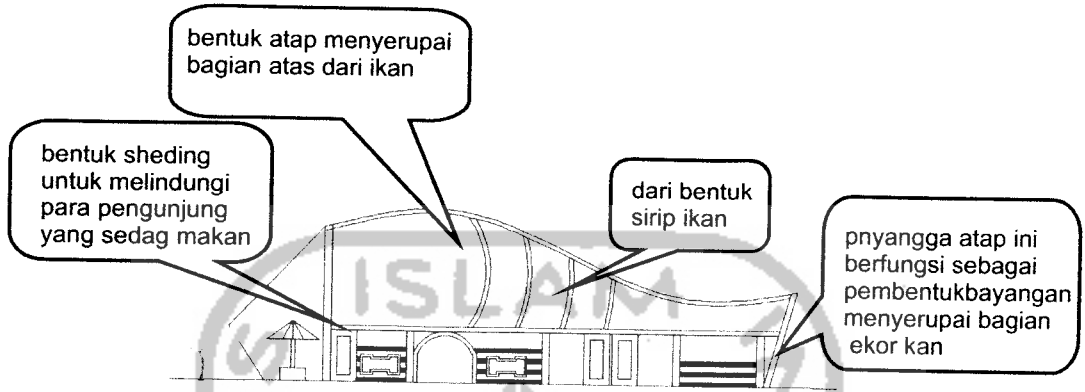 bentuk atap menyerupai
bagian atas dari ikan
bentuk sheding
untuk melindungi
para pengunjung
yang sedag makan
dari bentuk
sirip ikan
pnyangga atap ini
berfungsi sebagai
pembentukbayangan
menyerupai bagian
ekor kan
ISLAM